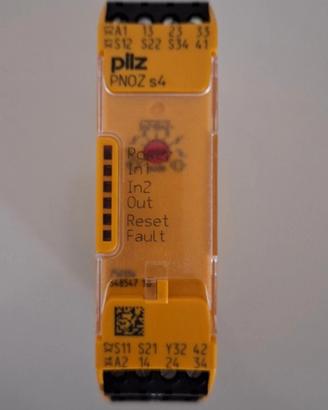 A1 13 23 33
S12 S22 S34 41
pilz
PNOZ s4
Power
In1
In2
Out
Reset
Fault
S11 S21 Y32 42
A2 14 24 34